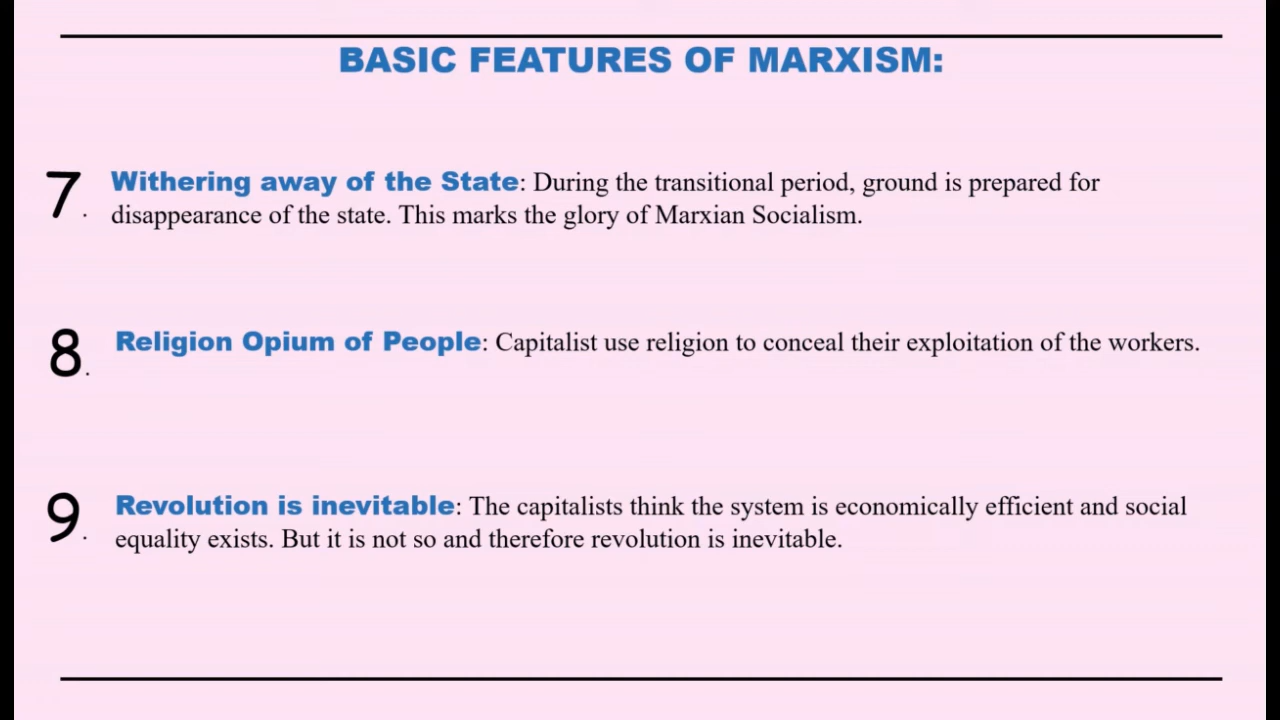 BASIC FEATURES OF MARXISM:
7. Withering away of the State: During the transitional period, ground is prepared for
disappearance of the state. This marks the glory of Marxian Socialism.
8. Religion Opium of People: Capitalist use religion to conceal their exploitation of the workers.
9. Revolution is inevitable: The capitalists think the system is economically efficient and social
equality exists. But it is not so and therefore revolution is inevitable.